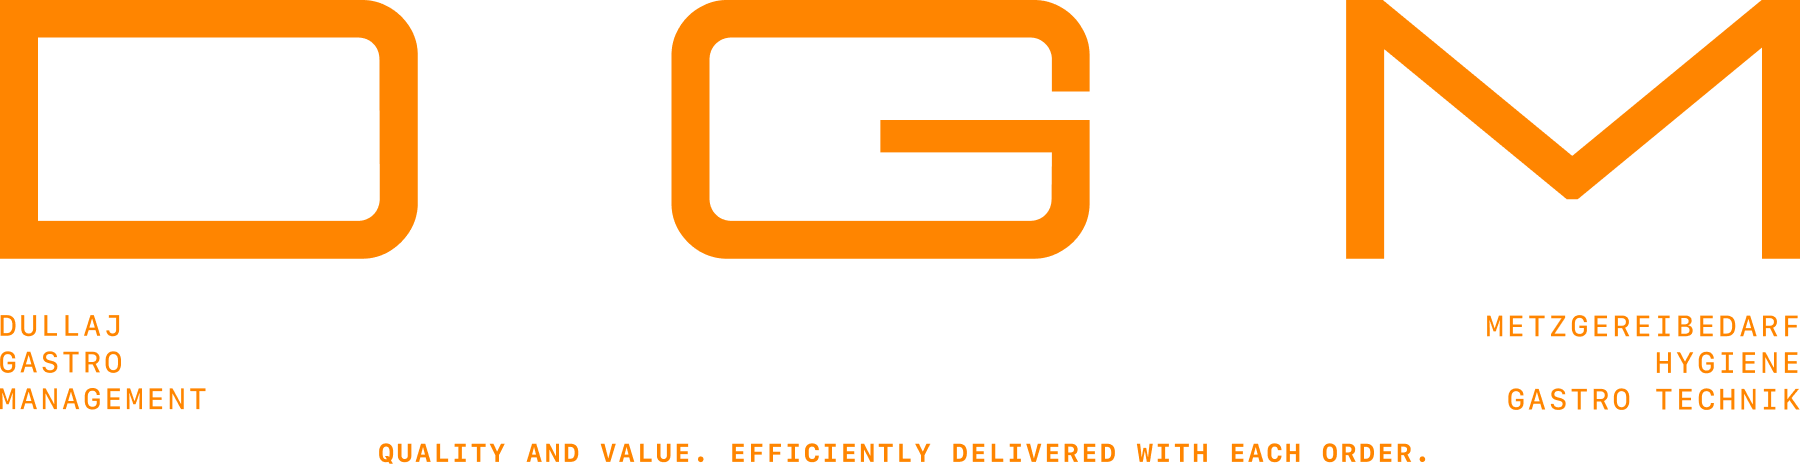 DGM
DULLAJ
GASTRO
MANAGEMENT
METZGEREIBEDARF
HYGIENE
GASTRO TECHNIK
QUALITY AND VALUE. EFFICIENTLY DELIVERED WITH EACH ORDER.